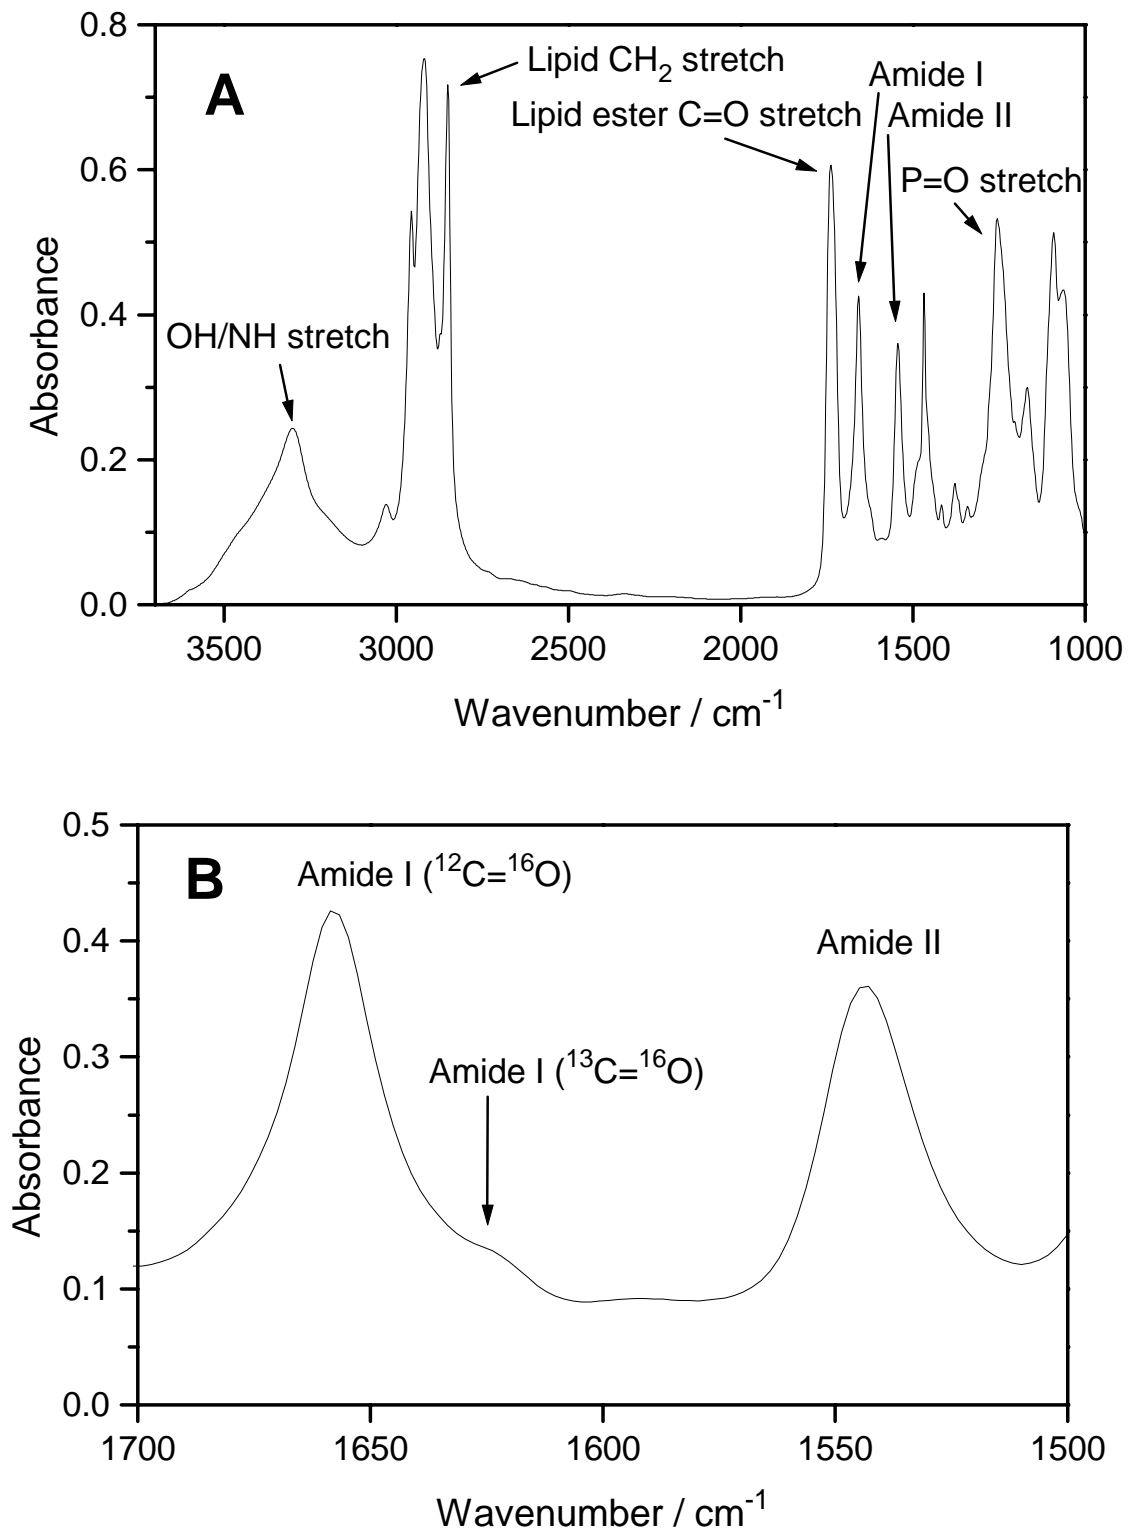 0.8
A
Lipid CH₂ stretch
Amide I
Lipid ester C=O stretch
Amide II
0.6
P=O stretch
Absorbance
0.4
OH/NH stretch
0.2
0.0
3500 3000 2500 2000 1500 1000
Wavenumber / cm⁻¹
0.5
B
Amide I (¹²C=¹⁶O)
0.4
Amide II
Absorbance
0.3
Amide I (¹³C=¹⁶O)
0.2
0.1
0.0
1700 1650 1600 1550 1500
Wavenumber / cm⁻¹